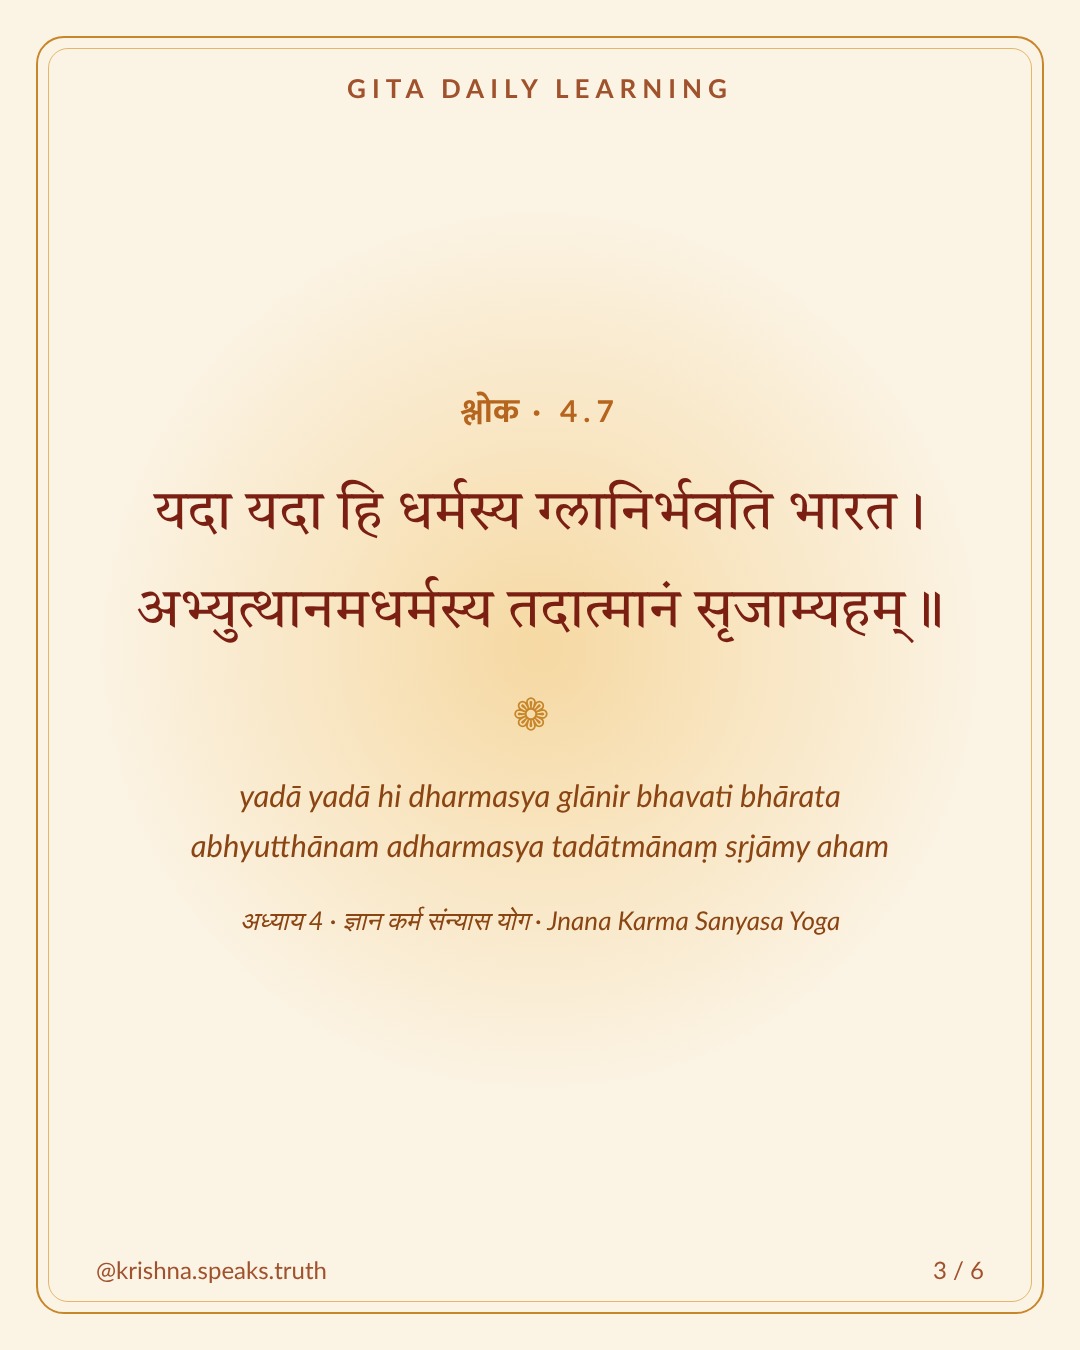 GITA DAILY LEARNING
श्लोक · 4.7
यदा यदा हि धर्मस्य ग्लानिर्भवति भारत।
अभ्युत्थानमधर्मस्य तदात्मानं सृजाम्यहम्॥
yadā yadā hi dharmasya glānir bhavati bhārata
abhyutthānam adharmasya tadātmānaṃ sṛjāmy aham
अध्याय 4 · ज्ञान कर्म संन्यास योग · Jnana Karma Sanyasa Yoga
@krishna.speaks.truth
3 / 6